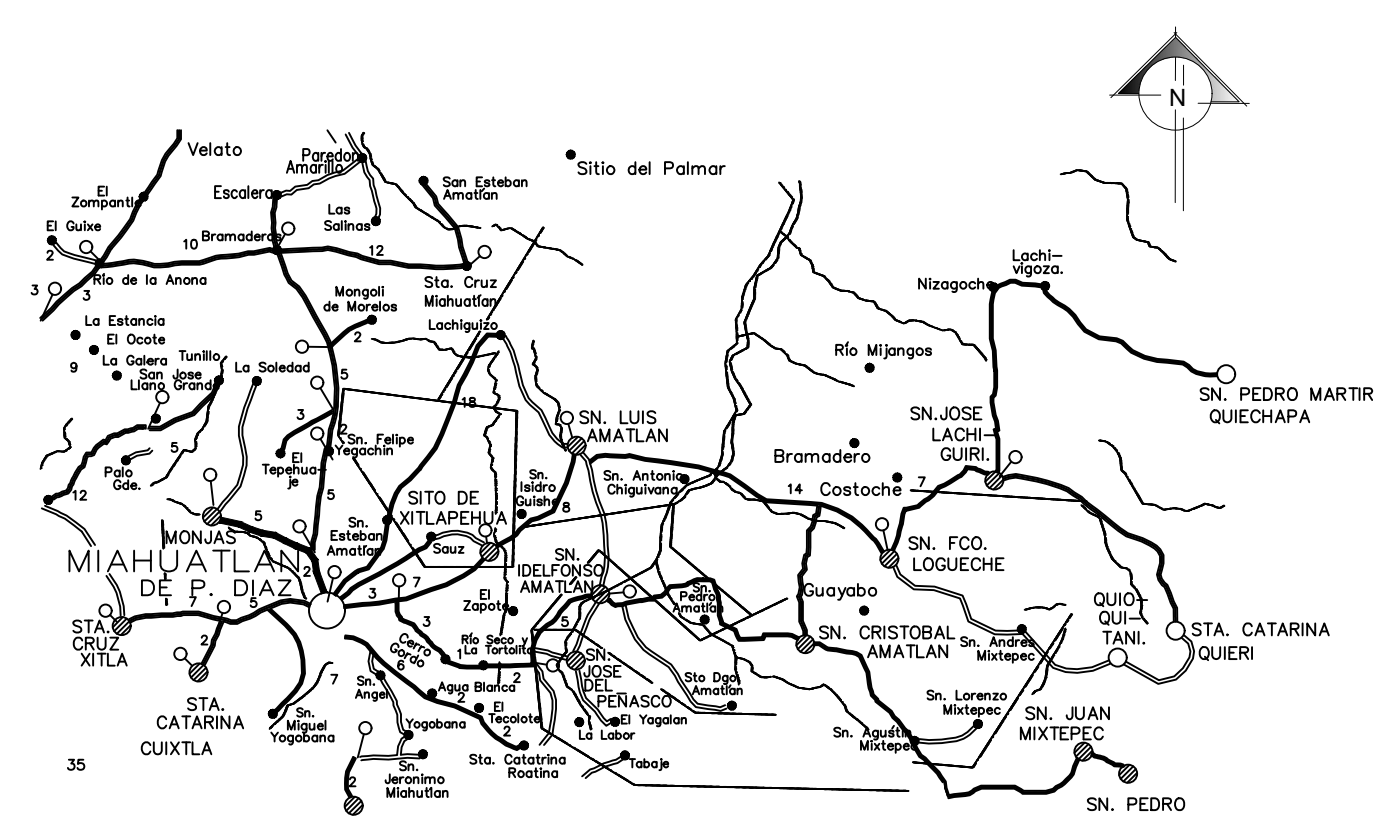 N
Velato
Paredon
Amarillo
Sitio del Palmar
El
Zompantle
Escalera
San Esteban
Amatlan
Las
Salinas
El Guixe
2
Bramaderos
10
12
Río de la Anona
3
3
Sta. Cruz
Miahuatlan
Mongoli
de Morelos
Lachi-
vigoza.
Nizagoche
La Estancia
El Ocote
9
La Galera
Tunillo
San Jose
Llano Grande
La Soledad
2
Lachiguizo
Río Mijangos
5
18
SN. PEDRO MARTIR
QUIECHAPA
3
2
SN. LUIS
AMATLAN
SN.JOSE
LACHI-
GUIRI.
5
Sn. Felipe
Yegachin
El
Tepehua-
je
Palo
Gde.
12
Bramadero
Costoche
7
Sn. Antonio
Chiguivana
14
Sn.
Isidro
Guishe
8
5
SITO DE
XITLAPEHUA
5
Sn.
Esteban
Amatlan
Sauz
MONJAS
MIAHUATLAN
DE P. DIAZ
2
SN. FCO.
LOGUECHE
SN.
IDELFONSO
AMATLAN
7
5
3
7
3
El
Zapote
5
Sn.
Pedro
Amatlan
Guayabo
QUIO-
QUI-
TANI.
STA. CATARINA
QUIERI
STA.
CRUZ
XITLA
2
SN. CRISTOBAL
AMATLAN
Sn. Andres
Mixtepec
Cerro
Gordo
6
1
Río Seco y
La Tortolita
2
SN.
JOSE
DEL
PEÑASCO
Sto Dgo.
Amatlan
7
Sn.
Angel
Agua Blanca
2
El
Tecolote
2
Sn. Lorenzo
Mixtepec
STA.
CATARINA
CUIXTLA
Sn.
Miguel
Yogobana
Yogobana
El Yagalan
La Labor
Sn. Agustin
Mixtepec
SN. JUAN
MIXTEPEC
35
2
Sn.
Jeronimo
Miahutlan
Sta. Catatrina
Roatina
Tabaje
SN. PEDRO